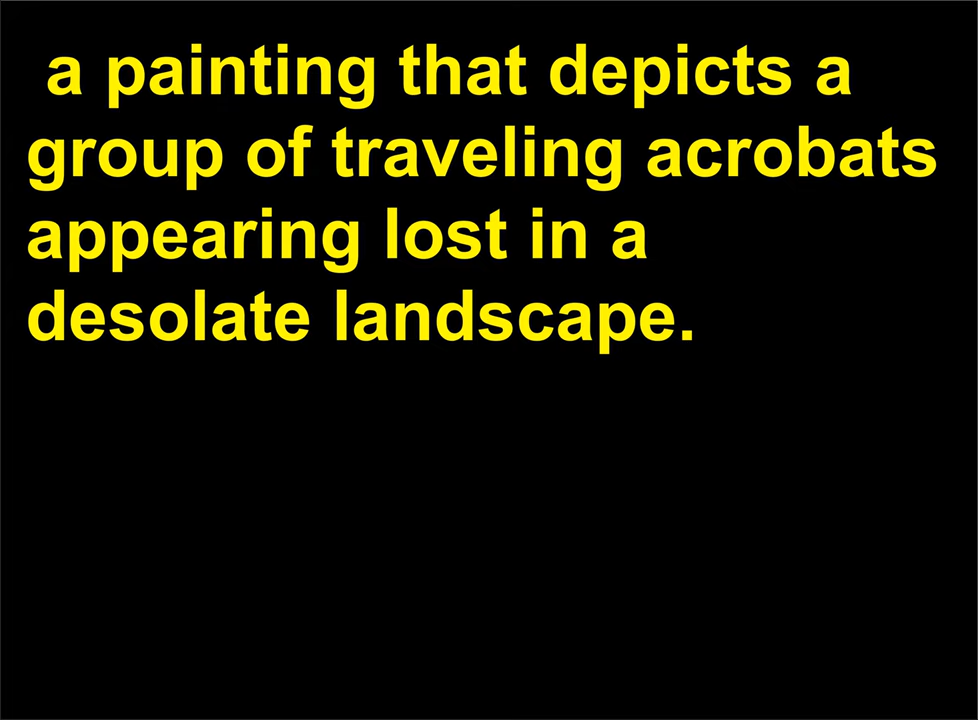 a painting that depicts a
group of traveling acrobats
appearing lost in a
desolate landscape.